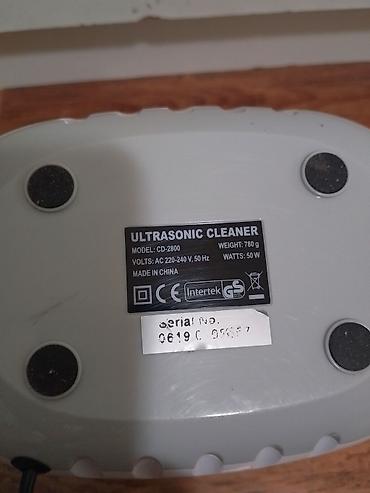 ULTRASONIC CLEANER
MODEL: CD-2800 WEIGHT: 780 g
VOLTS: AC 220-240 V, 50 Hz WATTS: 50 W
MADE IN CHINA
CE Intertek GS
Serial No.
0619